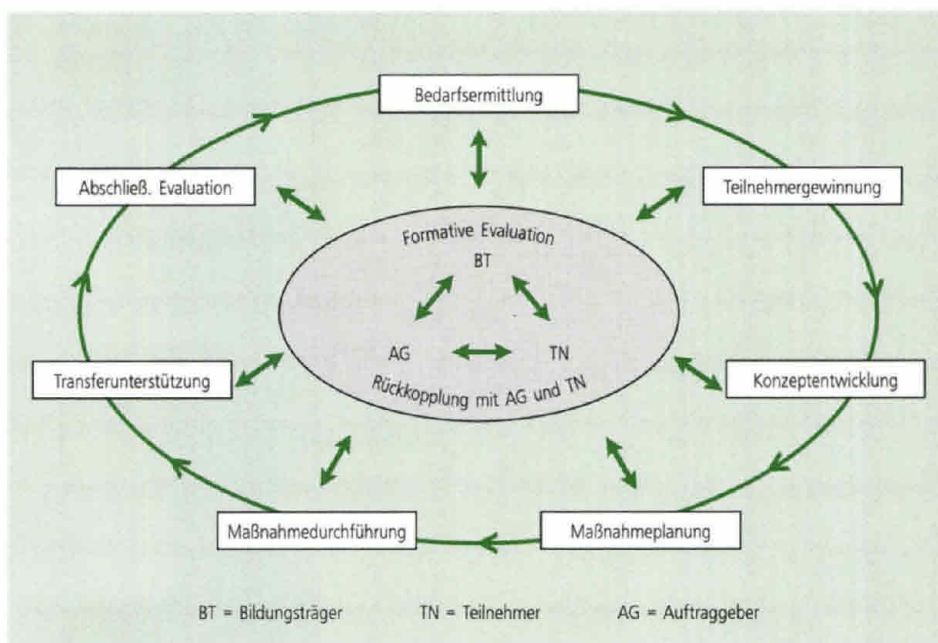 Bedarfsermittlung
Abschließ. Evaluation
Teilnehmergewinnung
Formative Evaluation
BT
AG
TN
Rückkopplung mit AG und TN
Transferunterstützung
Konzeptentwicklung
Maßnahmedurchführung
Maßnahmeplanung
BT = Bildungsträger TN = Teilnehmer AG = Auftraggeber